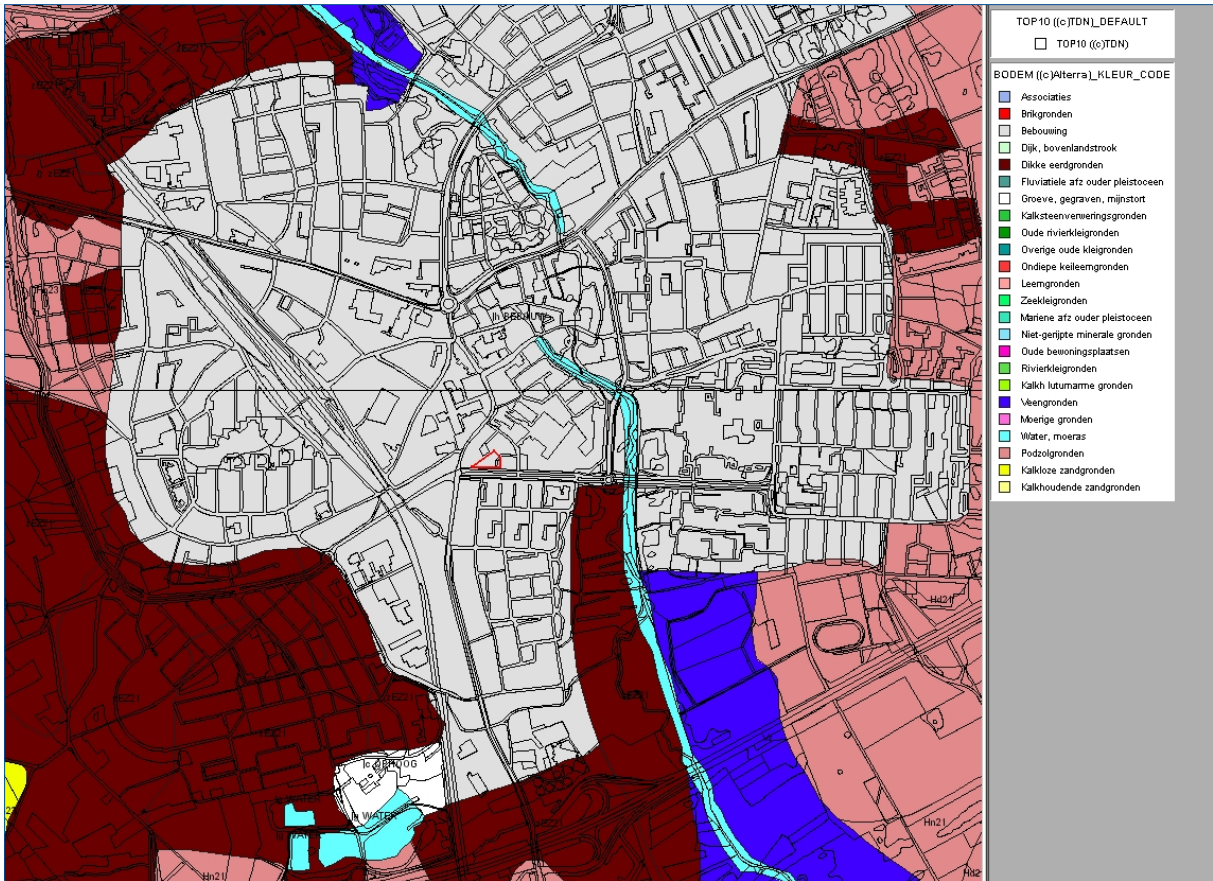 TOP10 ((c)TDN)_DEFAULT
TOP10 ((c)TDN)
BODEM ((c)Alterra)_KLEUR_CODE
Associaties
Brikgronden
Bebouwing
Dijk, bovenlandstrook
Dikke eerdgronden
Fluviatiele afz ouder pleistoceen
Groeve, gegraven, mijnstort
Kalksteenverweringsgronden
Oude rivierkleigronden
Overige oude kleigronden
Ondiepe keileemgronden
Leemgronden
Zeekleigronden
Mariene afz ouder pleistoceen
Niet-gerijpte minerale gronden
Oude bewoningsplaatsen
Rivierkleigronden
Kalkh lutumarme gronden
Veengronden
Moerige gronden
Water, moeras
Podzolgronden
Kalkloze zandgronden
Kalkhoudende zandgronden
Hd21
Hn21
Hn21